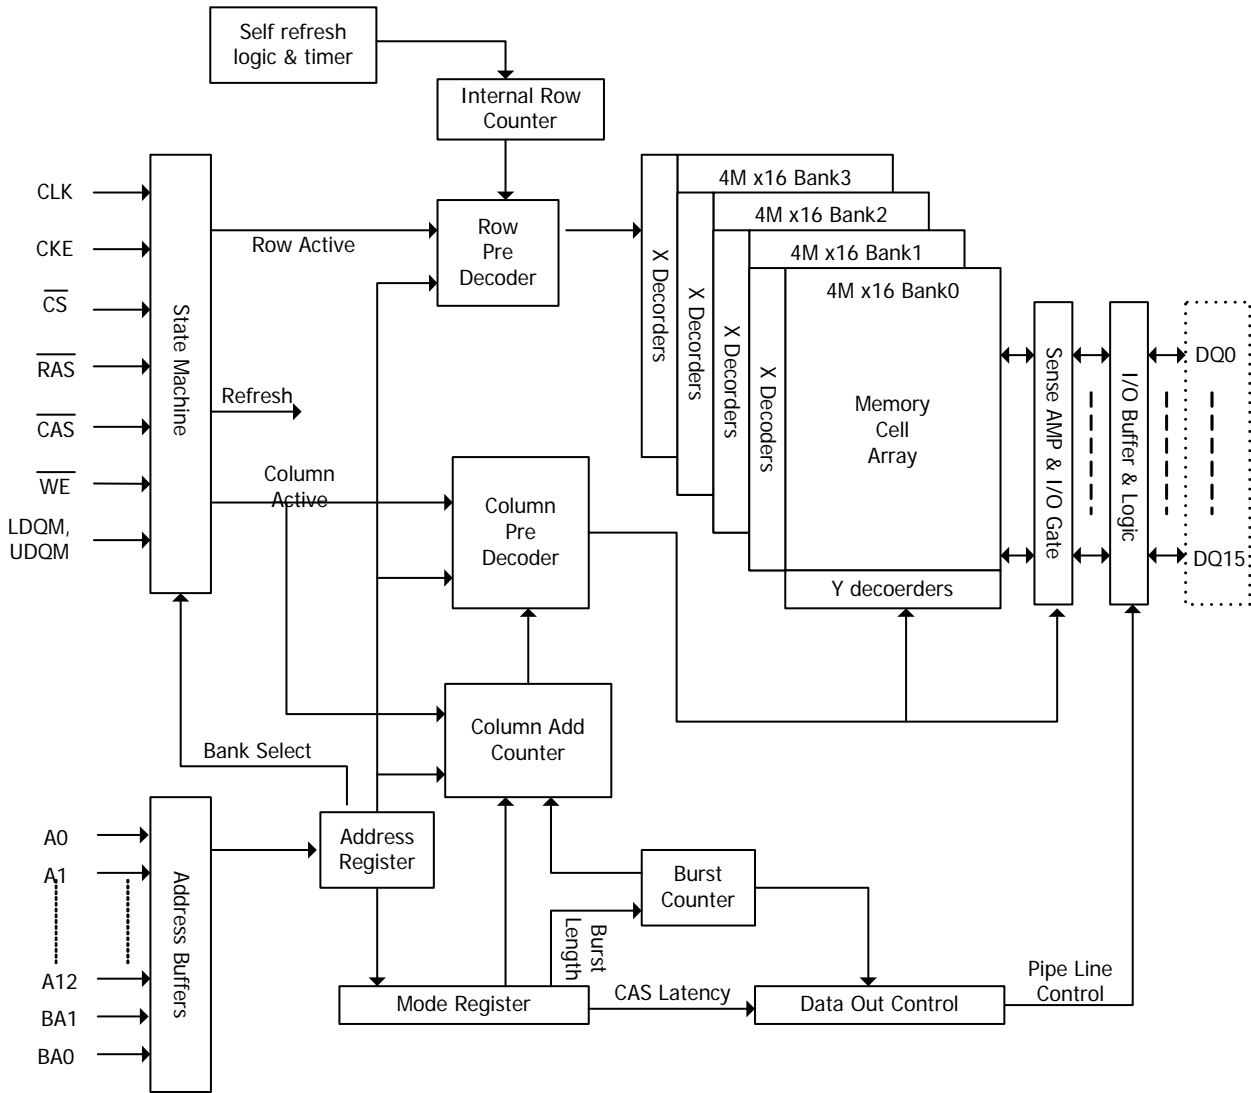 Self refresh
logic & timer
Internal Row
Counter
CLK
CKE
CS
RAS
CAS
WE
LDQM,
UDQM
State Machine
Row Active
Refresh
Column
Active
Row
Pre
Decoder
Column
Pre
Decoder
Column Add
Counter
4M x16 Bank3
4M x16 Bank2
4M x16 Bank1
4M x16 Bank0
X Decorders
X Decorders
X Decorders
X Decoders
Memory
Cell
Array
Y decoerders
Sense AMP & I/O Gate
I/O Buffer & Logic
DQ0
DQ15
Bank Select
A0
A1
A12
BA1
BA0
Address Buffers
Address
Register
Burst
Counter
Burst
Length
Mode Register
CAS Latency
Data Out Control
Pipe Line
Control